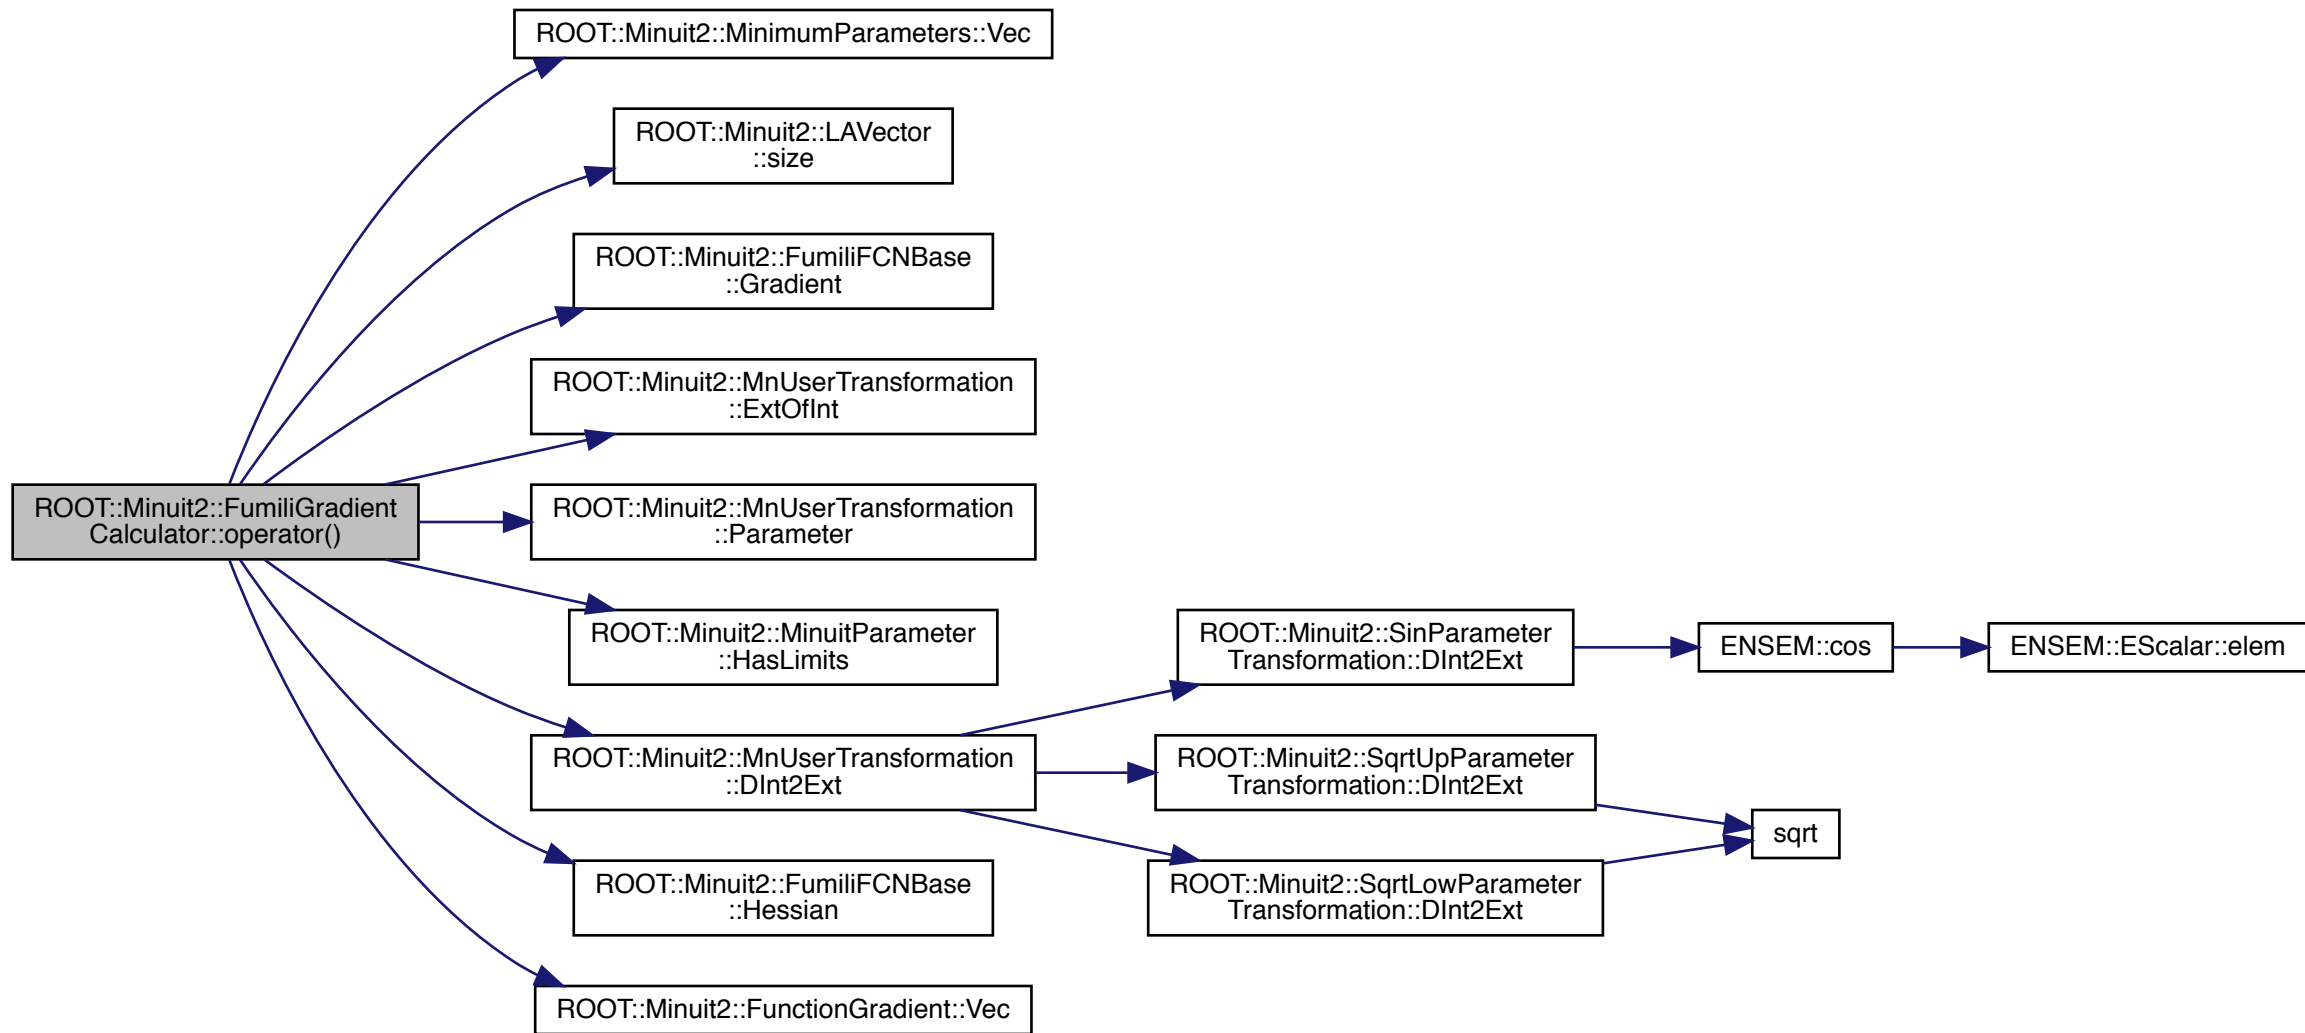 ROOT::Minuit2::MinimumParameters::Vec
ROOT::Minuit2::LAVector
::size
ROOT::Minuit2::FumiliFCNBase
::Gradient
ROOT::Minuit2::MnUserTransformation
::ExtOfInt
ROOT::Minuit2::FumiliGradient
Calculator::operator()
ROOT::Minuit2::MnUserTransformation
::Parameter
ROOT::Minuit2::MinuitParameter
::HasLimits
ROOT::Minuit2::SinParameter
Transformation::DInt2Ext
ENSEM::cos
ENSEM::EScalar::elem
ROOT::Minuit2::MnUserTransformation
::DInt2Ext
ROOT::Minuit2::SqrtUpParameter
Transformation::DInt2Ext
sqrt
ROOT::Minuit2::FumiliFCNBase
::Hessian
ROOT::Minuit2::SqrtLowParameter
Transformation::DInt2Ext
ROOT::Minuit2::FunctionGradient::Vec